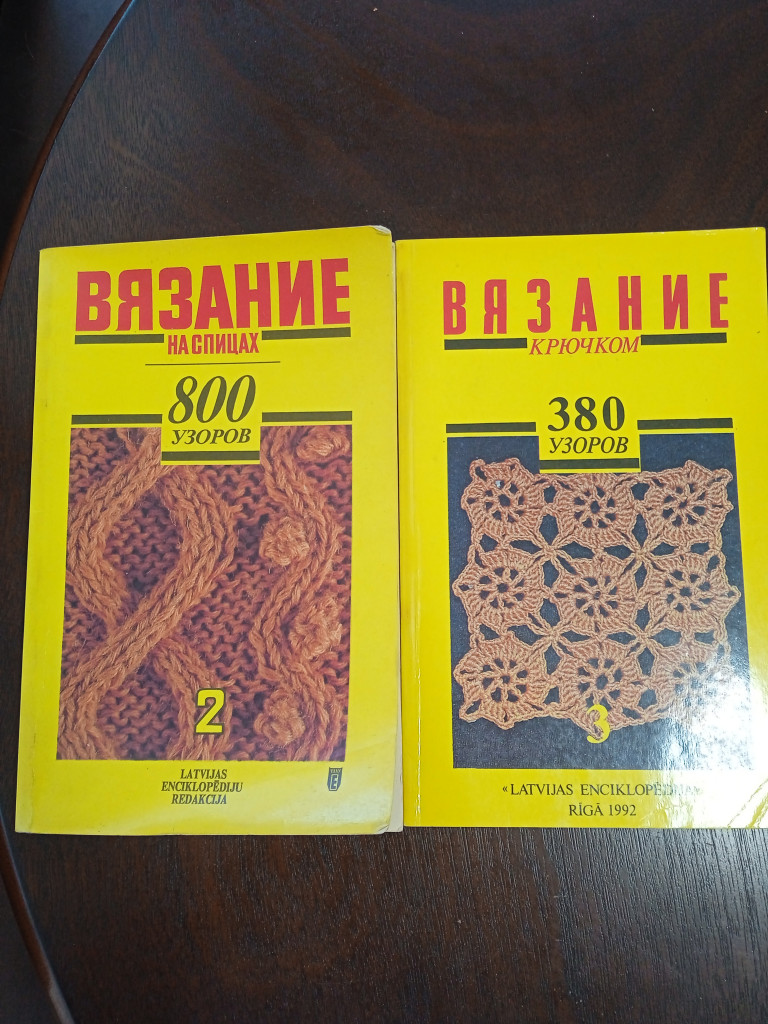 ВЯЗАНИЕ
НА СПИЦАХ
800
УЗОРОВ
2
LATVIJAS
ENCIKLOPĒDIJU
REDAKCIJA
ВЯЗАНИЕ
КРЮЧКОМ
380
УЗОРОВ
3
«LATVIJAS ENCIKLOPĒDIJA»
RĪGĀ 1992